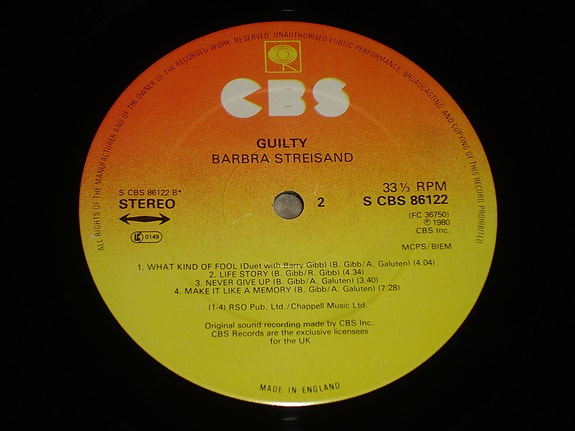 ALL RIGHTS OF THE MANUFACTURER AND OF THE OWNER OF THE RECORDED WORK RESERVED. UNAUTHORISED PUBLIC PERFORMANCE, BROADCASTING AND COPYING OF THIS RECORD PROHIBITED
CBS
GUILTY
BARBRA STREISAND
S CBS 86122 B*
STEREO
LC 0149
2
33 ⅓ RPM
S CBS 86122
(FC 36750)
℗ 1980
CBS Inc.
MCPS/BIEM
1. WHAT KIND OF FOOL (Duet with Barry Gibb) (B. Gibb/A. Galuten) (4.04)
2. LIFE STORY (B. Gibb/R. Gibb) (4.34)
3. NEVER GIVE UP (B. Gibb/A. Galuten) (3.40)
4. MAKE IT LIKE A MEMORY (B. Gibb/A. Galuten) (7.28)
(1-4) RSO Pub. Ltd./Chappell Music Ltd.
Original sound recording made by CBS Inc.
CBS Records are the exclusive licensees
for the UK
MADE IN ENGLAND